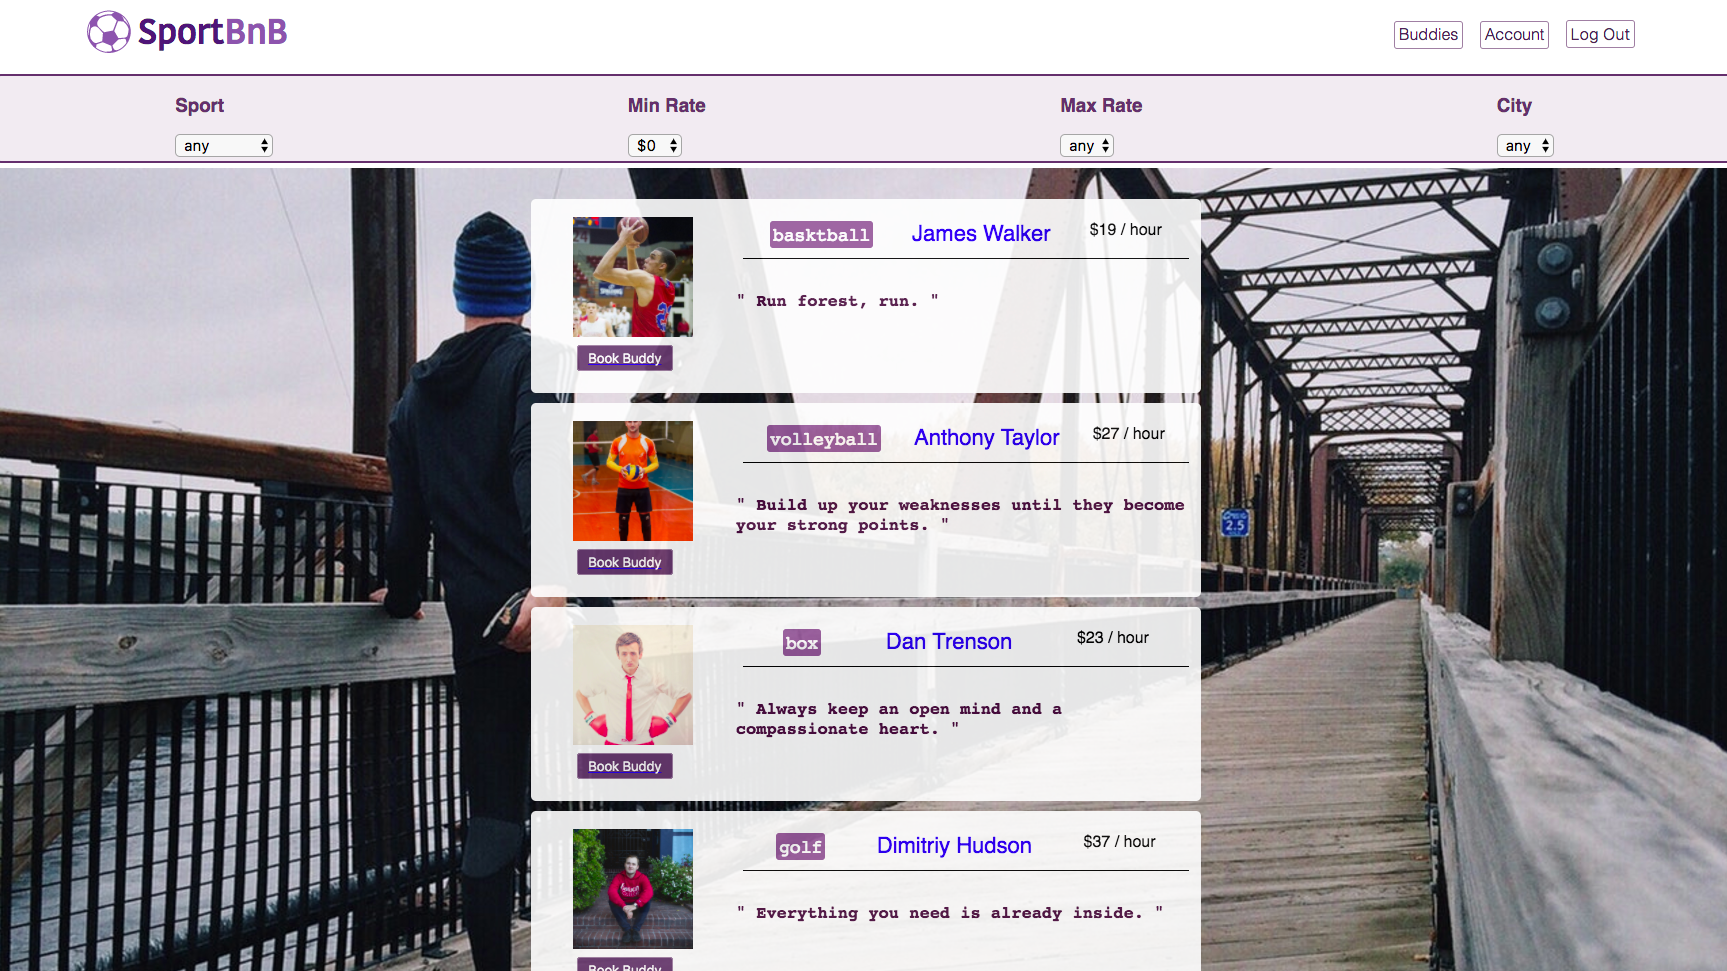 SportBnB
Buddies Account Log Out
Sport Min Rate Max Rate City
any $0 any any
basktball James Walker $19 / hour
" Run forest, run. "
Book Buddy
volleyball Anthony Taylor $27 / hour
" Build up your weaknesses until they become
your strong points. "
Book Buddy
box Dan Trenson $23 / hour
" Always keep an open mind and a
compassionate heart. "
Book Buddy
golf Dimitriy Hudson $37 / hour
" Everything you need is already inside. "
Book Buddy
2.5